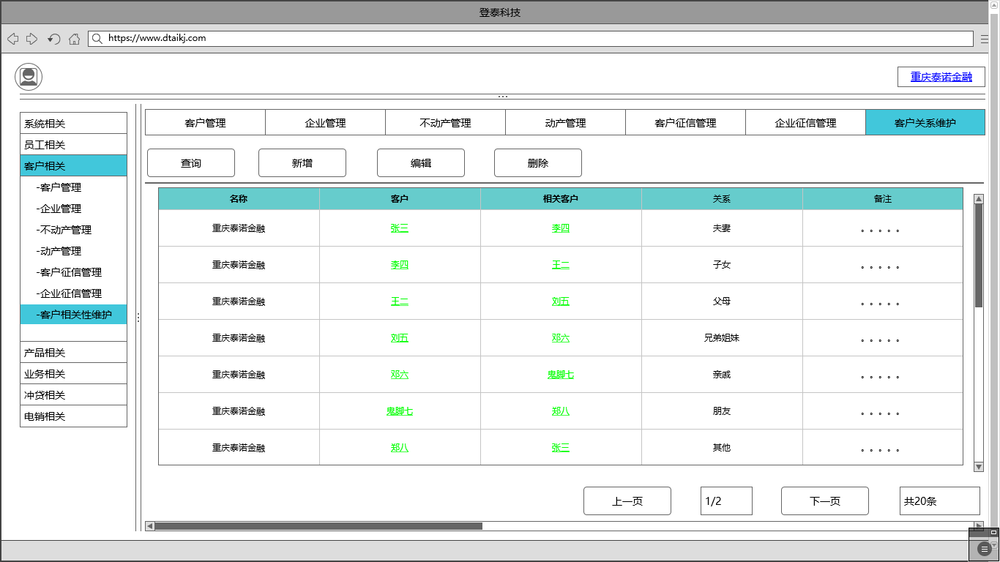 登泰科技
https://www.dtaikj.com
重庆泰诺金融
系统相关
员工相关
客户相关
-客户管理
-企业管理
-不动产管理
-动产管理
-客户征信管理
-企业征信管理
-客户相关性维护
产品相关
业务相关
冲贷相关
电销相关
客户管理 企业管理 不动产管理 动产管理 客户征信管理 企业征信管理 客户关系维护
查询 新增 编辑 删除
名称 客户 相关客户 关系 备注
重庆泰诺金融 张三 李四 夫妻 。。。。。
重庆泰诺金融 李四 王二 子女 。。。。。
重庆泰诺金融 王二 刘五 父母 。。。。。
重庆泰诺金融 刘五 邓六 兄弟姐妹 。。。。。
重庆泰诺金融 邓六 鬼脚七 亲戚 。。。。。
重庆泰诺金融 鬼脚七 郑八 朋友 。。。。。
重庆泰诺金融 郑八 张三 其他 。。。。。
上一页 1/2 下一页 共20条